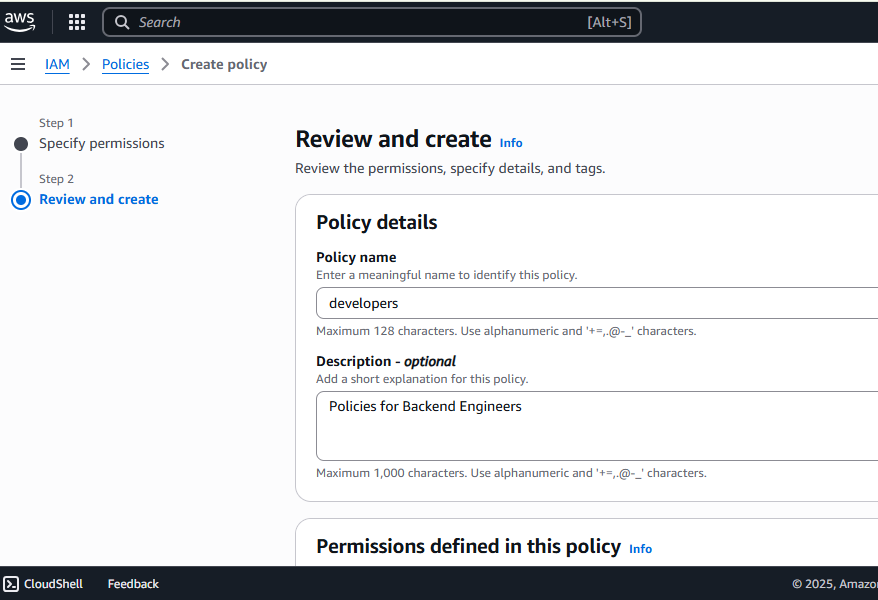 aws
Search [Alt+S]
IAM > Policies > Create policy
Step 1
Specify permissions
Step 2
Review and create
Review and create Info
Review the permissions, specify details, and tags.
Policy details
Policy name
Enter a meaningful name to identify this policy.
developers
Maximum 128 characters. Use alphanumeric and '+=,.@-_' characters.
Description - optional
Add a short explanation for this policy.
Policies for Backend Engineers
Maximum 1,000 characters. Use alphanumeric and '+=,.@-_' characters.
Permissions defined in this policy Info
CloudShell Feedback © 2025, Amazo